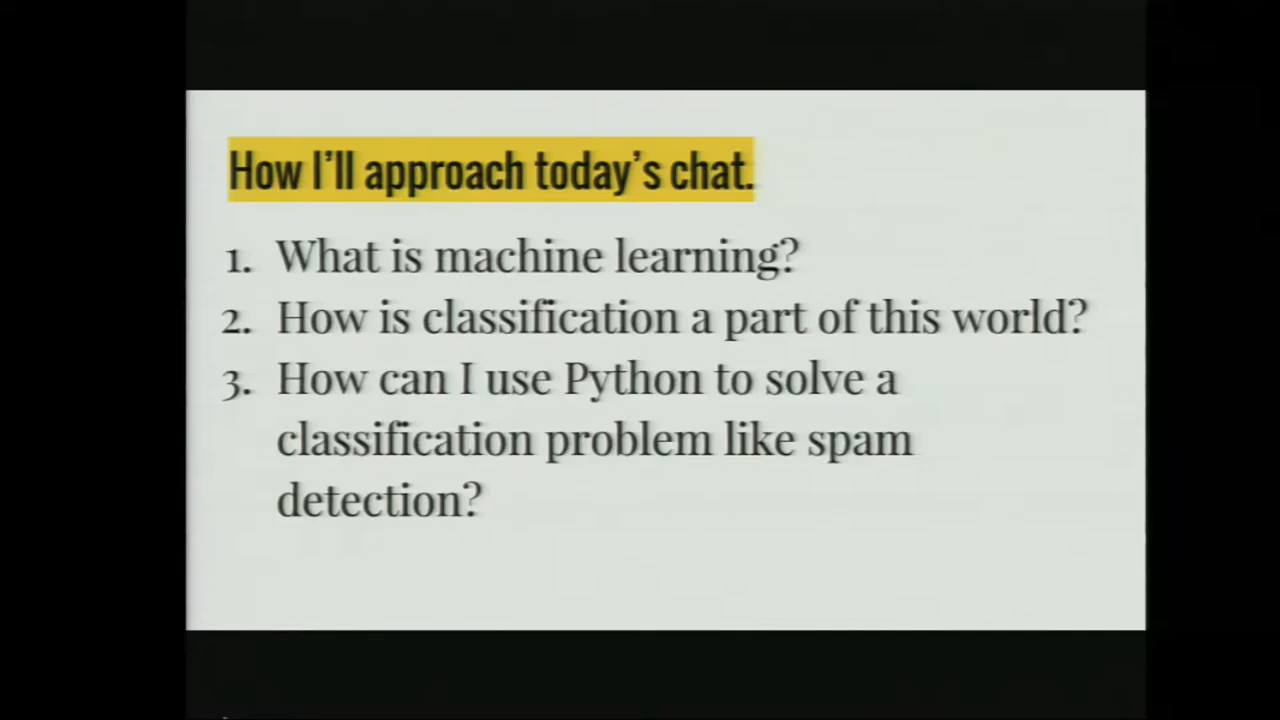 How I'll approach today's chat.
1. What is machine learning?
2. How is classification a part of this world?
3. How can I use Python to solve a
classification problem like spam
detection?